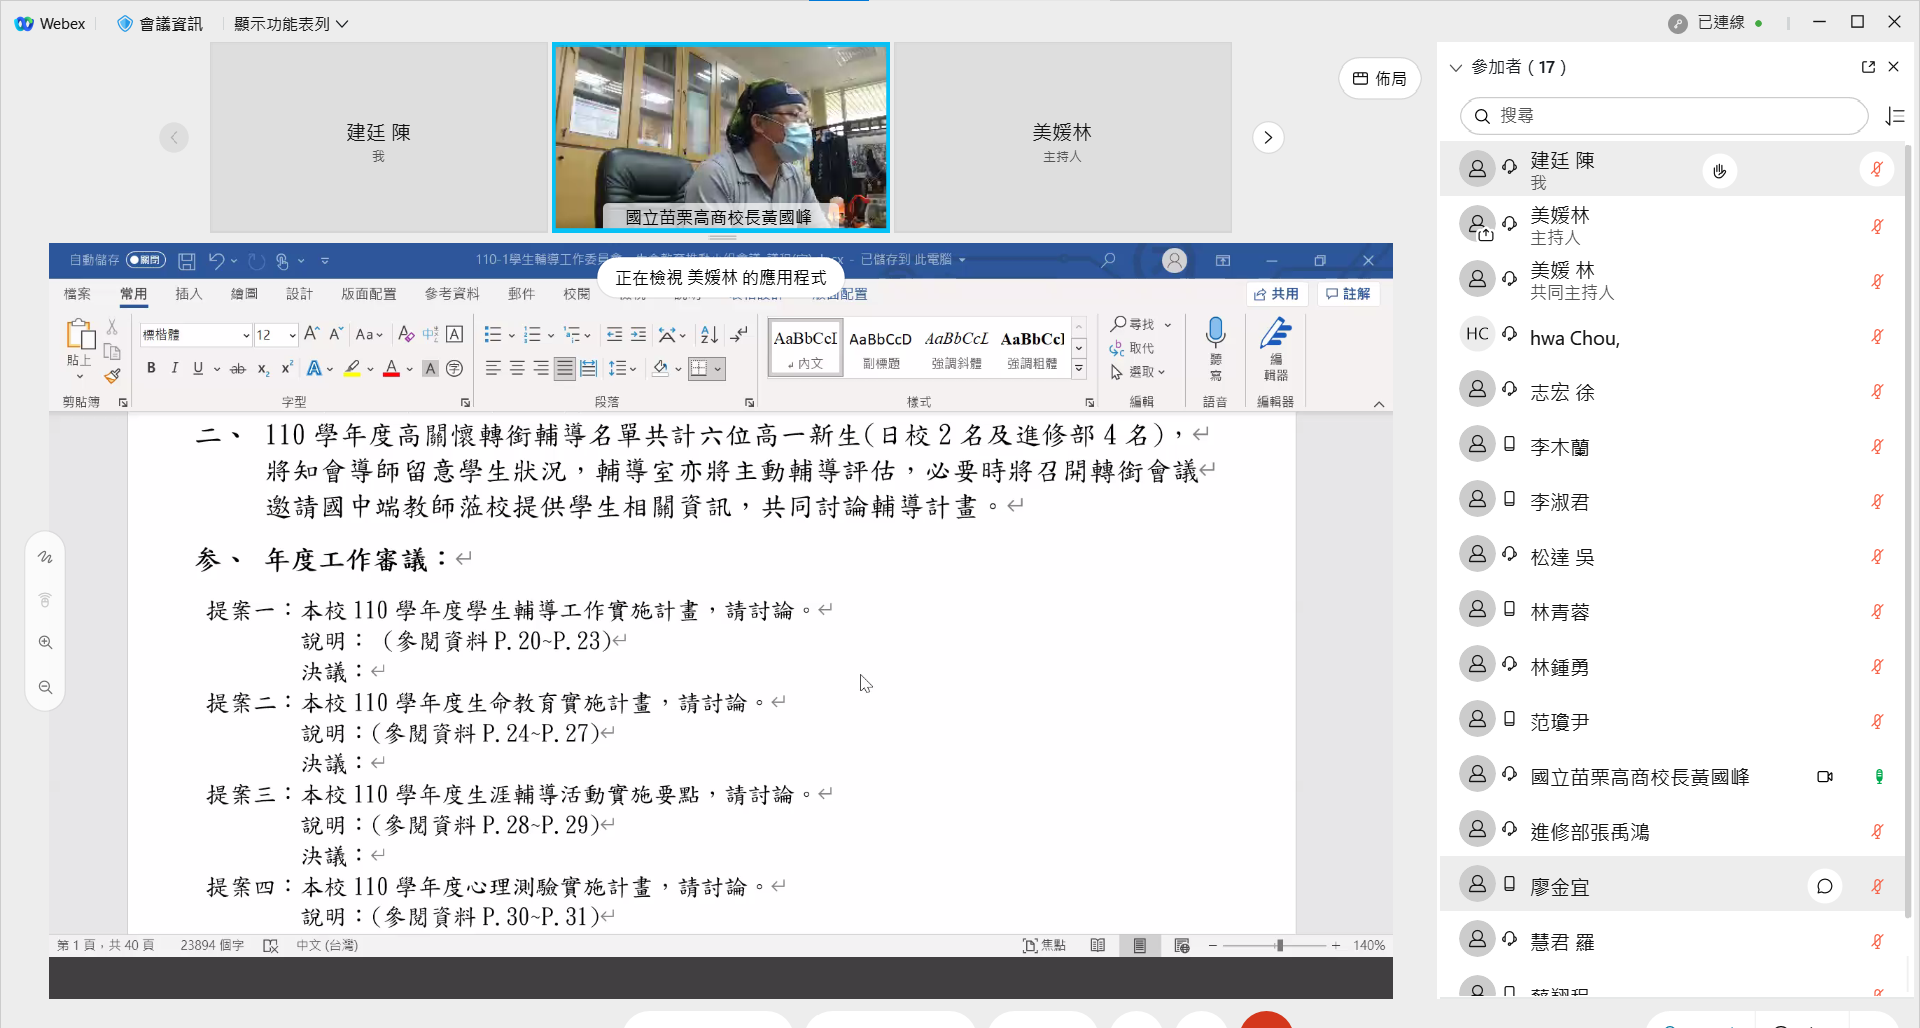 Webex
會議資訊
顯示功能表列
已連線
建廷 陳
我
國立苗栗高商校長黃國峰
美媛林
主持人
佈局
自動儲存
關閉
已儲存到 此電腦
正在檢視 美媛林 的應用程式
檔案
常用
插入
繪圖
設計
版面配置
參考資料
郵件
校閱
版面配置
共用
註解
貼上
剪貼簿
標楷體
12
字型
段落
AaBbCcI
內文
AaBbCcD
副標題
AaBbCcI
強調斜體
AaBbCcI
強調粗體
樣式
尋找
取代
選取
編輯
聽寫
語音
編輯器
編輯器
二、 110 學年度高關懷轉銜輔導名單共計六位高一新生(日校 2 名及進修部 4 名),
將知會導師留意學生狀況,輔導室亦將主動輔導評估,必要時將召開轉銜會議
邀請國中端教師蒞校提供學生相關資訊,共同討論輔導計畫。
參、 年度工作審議:
提案一:本校 110 學年度學生輔導工作實施計畫,請討論。
說明: (參閱資料 P.20~P.23)
決議:
提案二:本校 110 學年度生命教育實施計畫,請討論。
說明:(參閱資料 P.24~P.27)
決議:
提案三:本校 110 學年度生涯輔導活動實施要點,請討論。
說明:(參閱資料 P.28~P.29)
決議:
提案四:本校 110 學年度心理測驗實施計畫,請討論。
說明:(參閱資料 P.30~P.31)
第 1 頁,共 40 頁
23894 個字
中文 (台灣)
焦點
140%
參加者 ( 17 )
搜尋
建廷 陳
我
美媛林
主持人
美媛 林
共同主持人
HC
hwa Chou,
志宏 徐
李木蘭
李淑君
松達 吳
林青蓉
林鍾勇
范瓊尹
國立苗栗高商校長黃國峰
進修部張禹鴻
廖金宜
慧君 羅